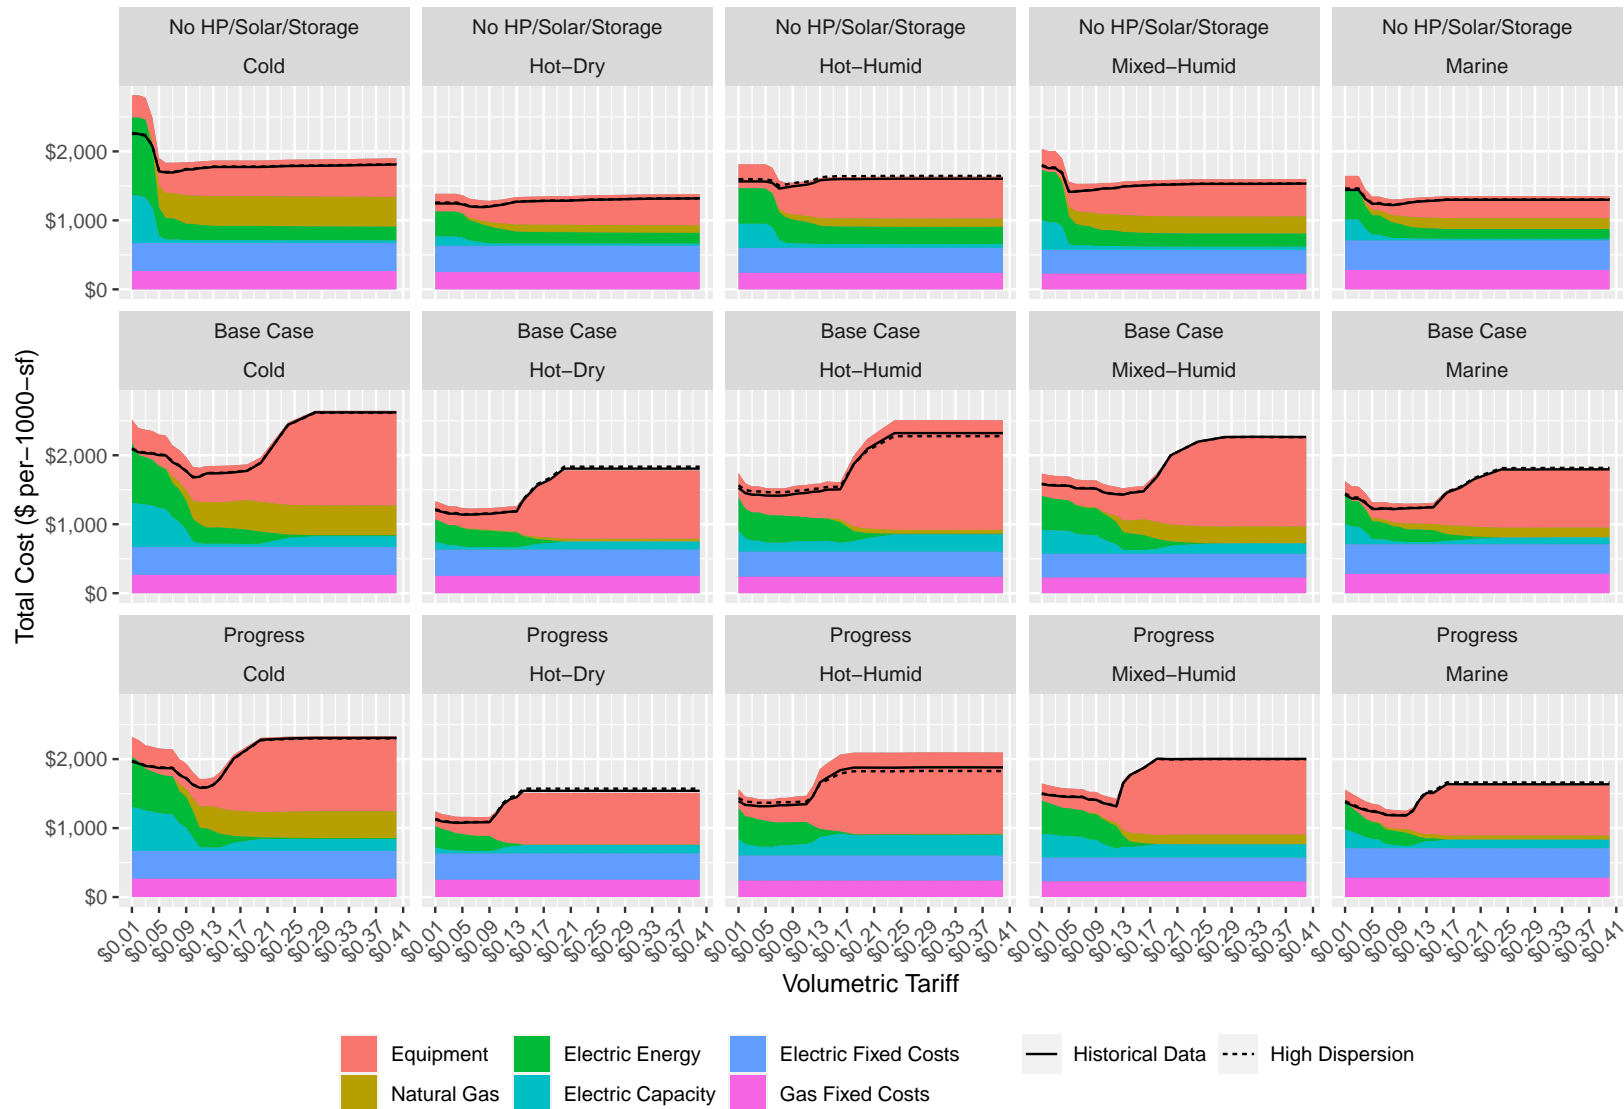 No HP/Solar/Storage No HP/Solar/Storage No HP/Solar/Storage No HP/Solar/Storage No HP/Solar/Storage
Cold Hot−Dry Hot−Humid Mixed−Humid Marine
$2,000
$1,000
$0
Base Case Base Case Base Case Base Case Base Case
Cold Hot−Dry Hot−Humid Mixed−Humid Marine
$2,000
$1,000
$0
Total Cost ($ per−1000−sf)
Progress Progress Progress Progress Progress
Cold Hot−Dry Hot−Humid Mixed−Humid Marine
$2,000
$1,000
$0
$0.01 $0.05 $0.09 $0.13 $0.17 $0.21 $0.25 $0.29 $0.33 $0.37 $0.41 $0.01 $0.05 $0.09 $0.13 $0.17 $0.21 $0.25 $0.29 $0.33 $0.37 $0.41 $0.01 $0.05 $0.09 $0.13 $0.17 $0.21 $0.25 $0.29 $0.33 $0.37 $0.41 $0.01 $0.05 $0.09 $0.13 $0.17 $0.21 $0.25 $0.29 $0.33 $0.37 $0.41 $0.01 $0.05 $0.09 $0.13 $0.17 $0.21 $0.25 $0.29 $0.33 $0.37 $0.41
Volumetric Tariff
Equipment Electric Energy Electric Fixed Costs Historical Data High Dispersion
Natural Gas Electric Capacity Gas Fixed Costs